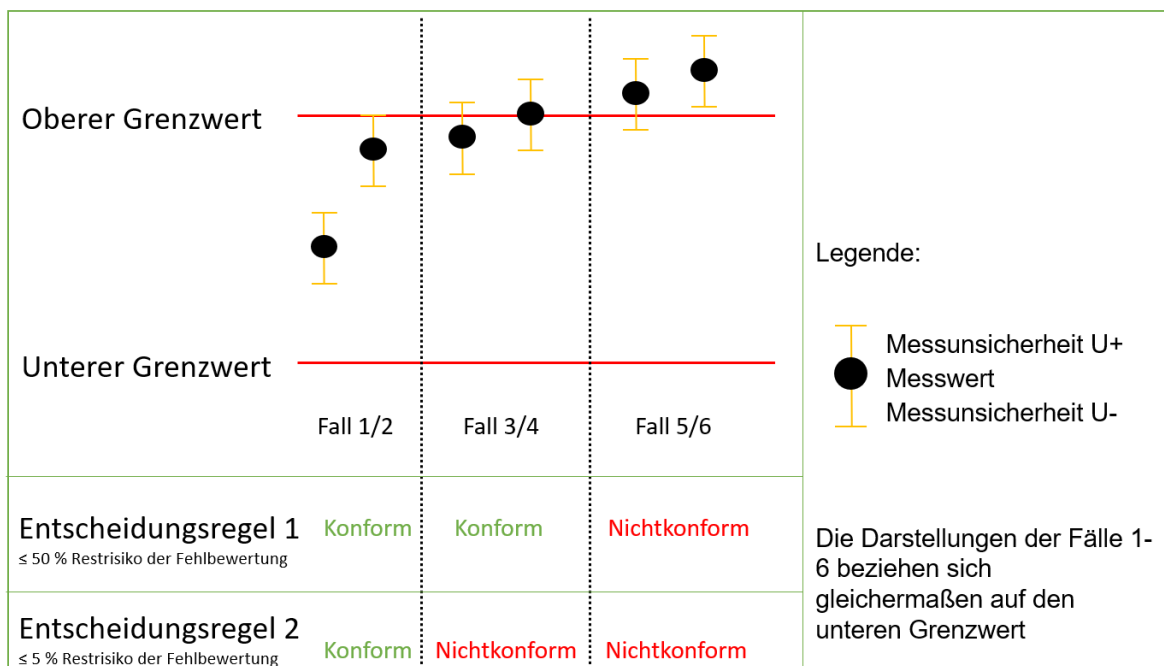 Oberer Grenzwert
Unterer Grenzwert
Fall 1/2
Fall 3/4
Fall 5/6
Entscheidungsregel 1
≤ 50 % Restrisiko der Fehlbewertung
Konform
Konform
Nichtkonform
Entscheidungsregel 2
≤ 5 % Restrisiko der Fehlbewertung
Konform
Nichtkonform
Nichtkonform
Legende:
Messunsicherheit U+
Messwert
Messunsicherheit U-
Die Darstellungen der Fälle 1-
6 beziehen sich
gleichermaßen auf den
unteren Grenzwert